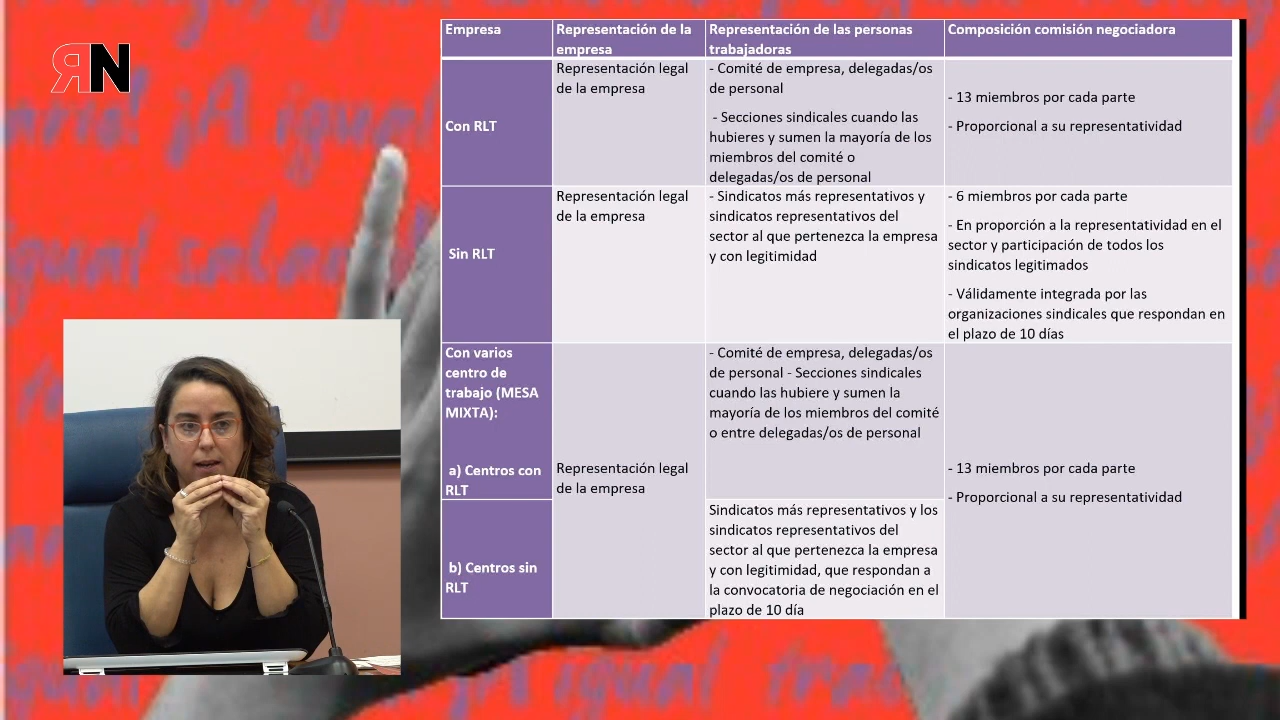 ЯN
Empresa
Representación de la
empresa
Representación de las personas
trabajadoras
Composición comisión negociadora
Con RLT
Representación legal
de la empresa
- Comité de empresa, delegadas/os
de personal
- Secciones sindicales cuando las
hubieres y sumen la mayoría de los
miembros del comité o
delegadas/os de personal
- 13 miembros por cada parte
- Proporcional a su representatividad
Sin RLT
Representación legal
de la empresa
- Sindicatos más representativos y
sindicatos representativos del
sector al que pertenezca la empresa
y con legitimidad
- 6 miembros por cada parte
- En proporción a la representatividad en el
sector y participación de todos los
sindicatos legitimados
- Válidamente integrada por las
organizaciones sindicales que respondan en
el plazo de 10 días
Con varios
centro de
trabajo (MESA
MIXTA):
a) Centros con
RLT
Representación legal
de la empresa
- Comité de empresa, delegadas/os
de personal - Secciones sindicales
cuando las hubiere y sumen la
mayoría de los miembros del comité
o entre delegadas/os de personal
- 13 miembros por cada parte
- Proporcional a su representatividad
b) Centros sin
RLT
Sindicatos más representativos y los
sindicatos representativos del
sector al que pertenezca la empresa
y con legitimidad, que respondan a
la convocatoria de negociación en el
plazo de 10 día
¡A igual
igual
¡A igual